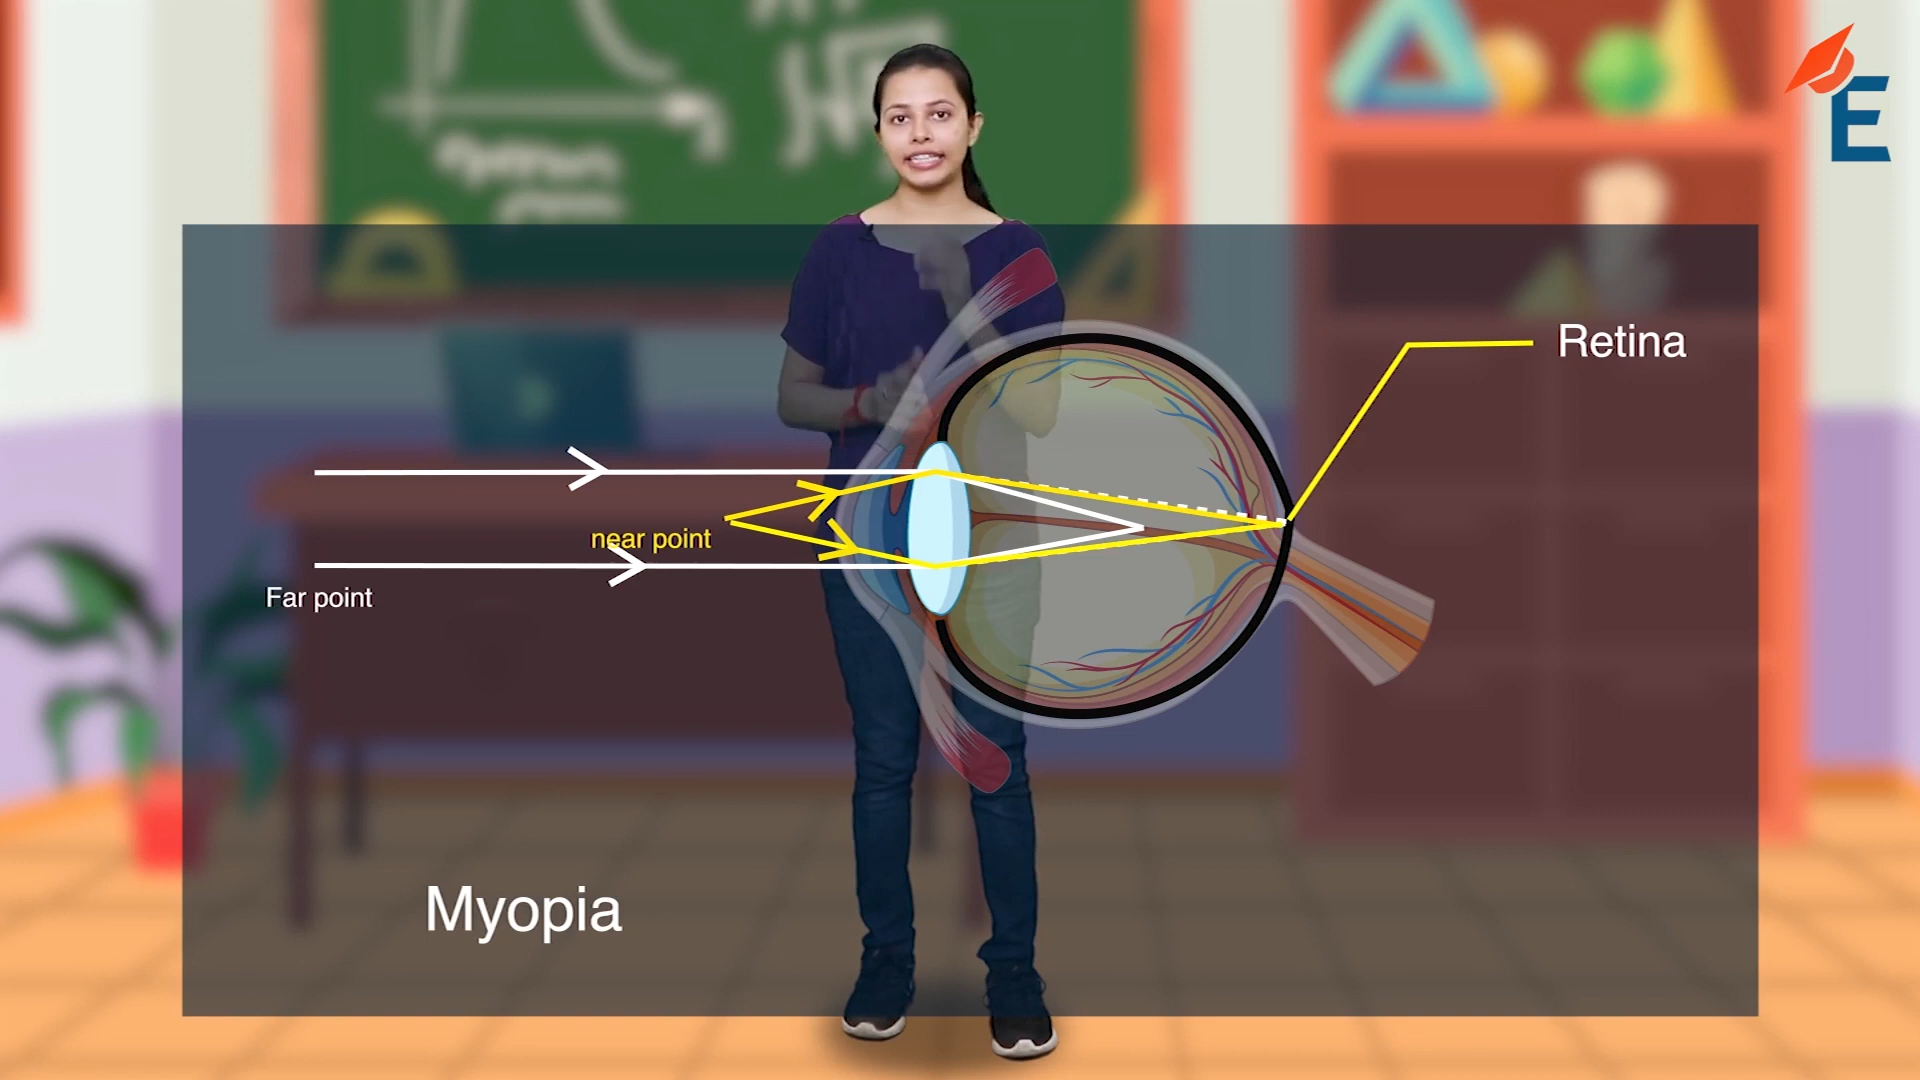 E
Retina
near point
Far point
Myopia